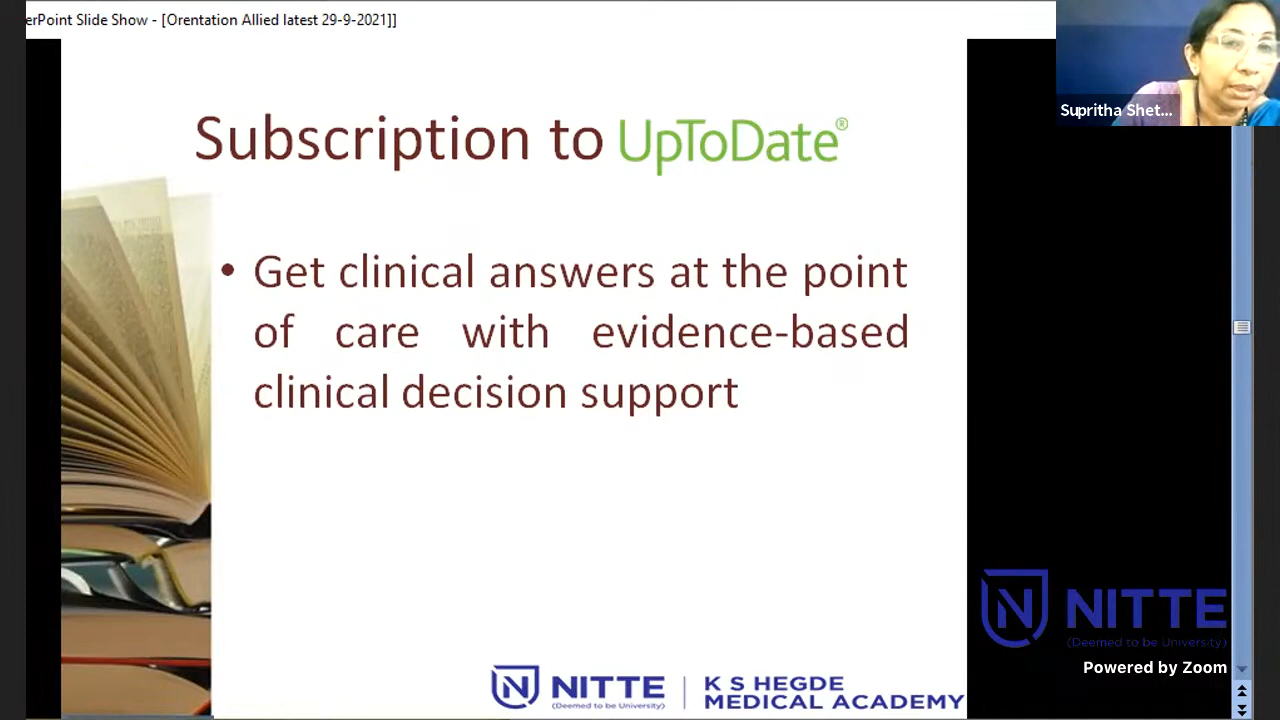 erPoint Slide Show - [Orentation Allied latest 29-9-2021]]
Supritha Shet...
Subscription to UpToDate®
• Get clinical answers at the point
of care with evidence-based
clinical decision support
NITTE
(Deemed to be University)
Powered by Zoom
NITTE
(Deemed to be University)
K S HEGDE
MEDICAL ACADEMY